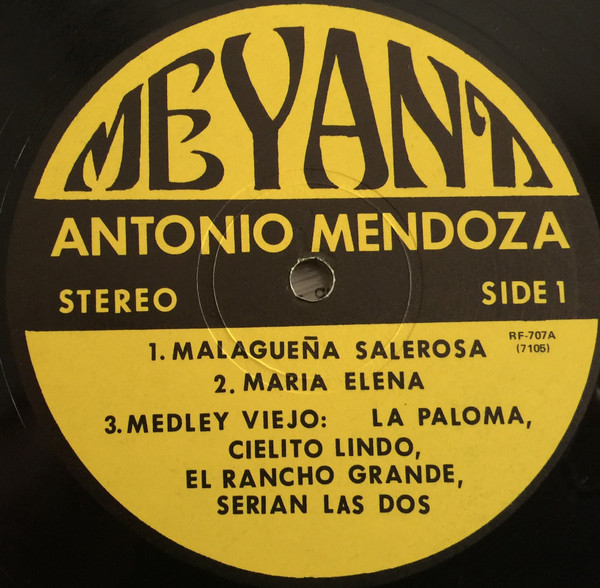 MEYANT
ANTONIO MENDOZA
STEREO
SIDE 1
RF-707A
(7105)
1. MALAGUEÑA SALEROSA
2. MARIA ELENA
3. MEDLEY VIEJO: LA PALOMA,
CIELITO LINDO,
EL RANCHO GRANDE,
SERIAN LAS DOS